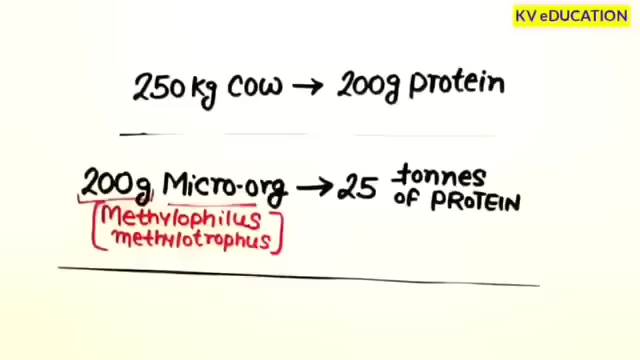 KV eDUCATION
250 kg cow → 200g protein
200g Micro-org → 25 tonnes of PROTEIN
[Methylophilus
methylotrophus]